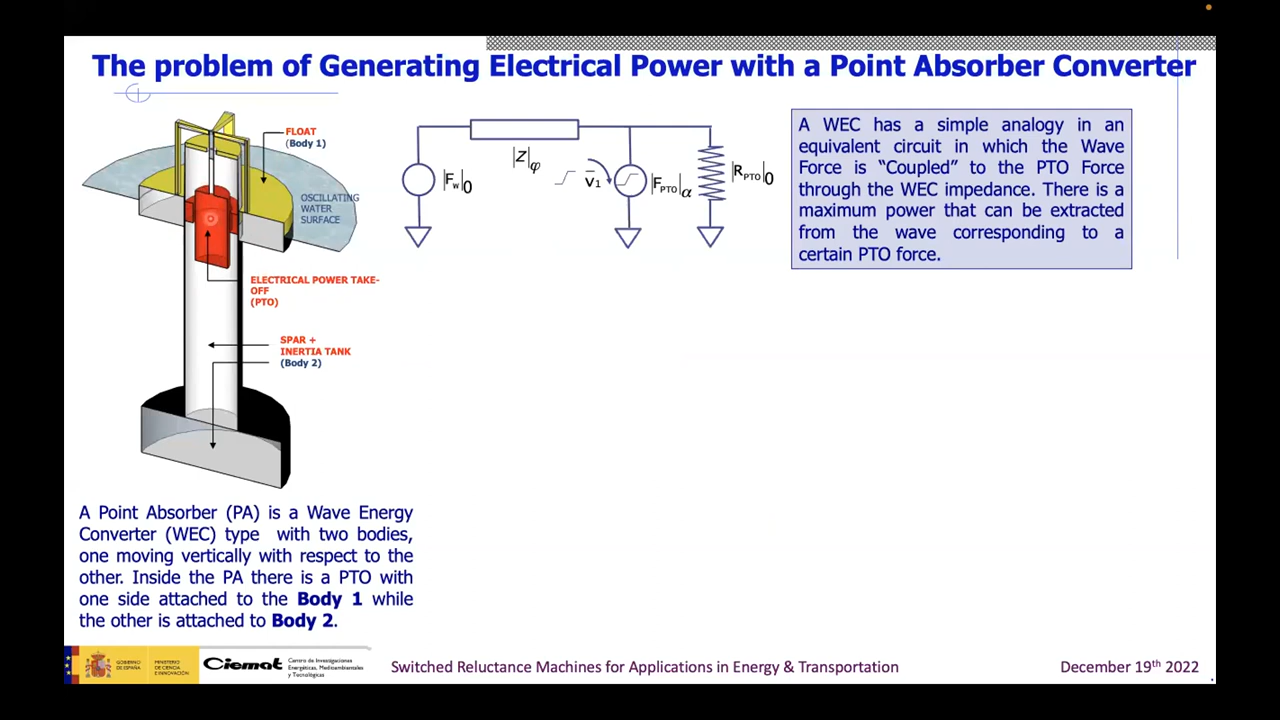 The problem of Generating Electrical Power with a Point Absorber Converter
FLOAT
(Body 1)
OSCILLATING
WATER
SURFACE
ELECTRICAL POWER TAKE-
OFF
(PTO)
SPAR +
INERTIA TANK
(Body 2)
|Z|φ
|Fw|0
v1
|FPTO|α
|RPTO|0
A WEC has a simple analogy in an
equivalent circuit in which the Wave
Force is “Coupled” to the PTO Force
through the WEC impedance. There is a
maximum power that can be extracted
from the wave corresponding to a
certain PTO force.
A Point Absorber (PA) is a Wave Energy
Converter (WEC) type with two bodies,
one moving vertically with respect to the
other. Inside the PA there is a PTO with
one side attached to the Body 1 while
the other is attached to Body 2.
GOBIERNO
DE ESPAÑA
MINISTERIO
DE CIENCIA
E INNOVACIÓN
Ciemat
Centro de Investigaciones
Energéticas, Medioambientales
y Tecnológicas
Switched Reluctance Machines for Applications in Energy & Transportation
December 19th 2022